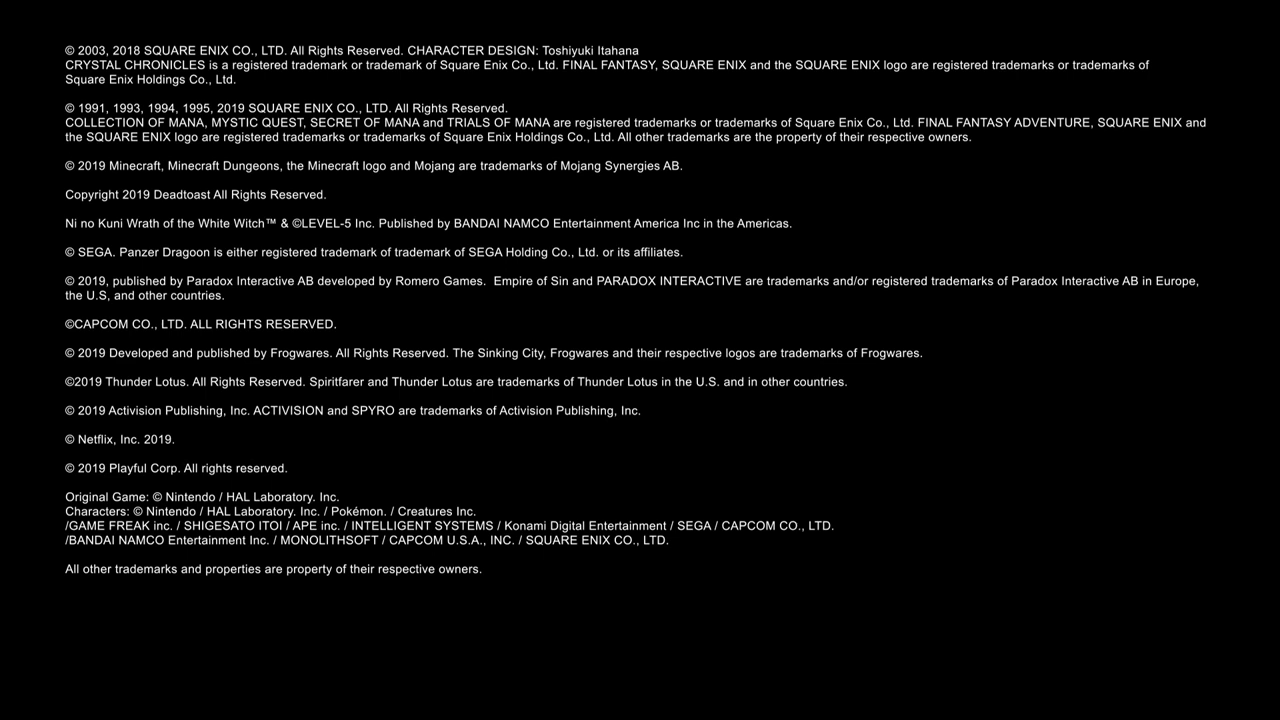 © 2003, 2018 SQUARE ENIX CO., LTD. All Rights Reserved. CHARACTER DESIGN: Toshiyuki Itahana
CRYSTAL CHRONICLES is a registered trademark or trademark of Square Enix Co., Ltd. FINAL FANTASY, SQUARE ENIX and the SQUARE ENIX logo are registered trademarks or trademarks of
Square Enix Holdings Co., Ltd.
© 1991, 1993, 1994, 1995, 2019 SQUARE ENIX CO., LTD. All Rights Reserved.
COLLECTION OF MANA, MYSTIC QUEST, SECRET OF MANA and TRIALS OF MANA are registered trademarks or trademarks of Square Enix Co., Ltd. FINAL FANTASY ADVENTURE, SQUARE ENIX and
the SQUARE ENIX logo are registered trademarks or trademarks of Square Enix Holdings Co., Ltd. All other trademarks are the property of their respective owners.
© 2019 Minecraft, Minecraft Dungeons, the Minecraft logo and Mojang are trademarks of Mojang Synergies AB.
Copyright 2019 Deadtoast All Rights Reserved.
Ni no Kuni Wrath of the White Witch™ & ©LEVEL-5 Inc. Published by BANDAI NAMCO Entertainment America Inc in the Americas.
© SEGA. Panzer Dragoon is either registered trademark of trademark of SEGA Holding Co., Ltd. or its affiliates.
© 2019, published by Paradox Interactive AB developed by Romero Games.  Empire of Sin and PARADOX INTERACTIVE are trademarks and/or registered trademarks of Paradox Interactive AB in Europe,
the U.S, and other countries.
©CAPCOM CO., LTD. ALL RIGHTS RESERVED.
© 2019 Developed and published by Frogwares. All Rights Reserved. The Sinking City, Frogwares and their respective logos are trademarks of Frogwares.
©2019 Thunder Lotus. All Rights Reserved. Spiritfarer and Thunder Lotus are trademarks of Thunder Lotus in the U.S. and in other countries.
© 2019 Activision Publishing, Inc. ACTIVISION and SPYRO are trademarks of Activision Publishing, Inc.
© Netflix, Inc. 2019.
© 2019 Playful Corp. All rights reserved.
Original Game: © Nintendo / HAL Laboratory. Inc.
Characters: © Nintendo / HAL Laboratory. Inc. / Pokémon. / Creatures Inc.
/GAME FREAK inc. / SHIGESATO ITOI / APE inc. / INTELLIGENT SYSTEMS / Konami Digital Entertainment / SEGA / CAPCOM CO., LTD.
/BANDAI NAMCO Entertainment Inc. / MONOLITHSOFT / CAPCOM U.S.A., INC. / SQUARE ENIX CO., LTD.
All other trademarks and properties are property of their respective owners.